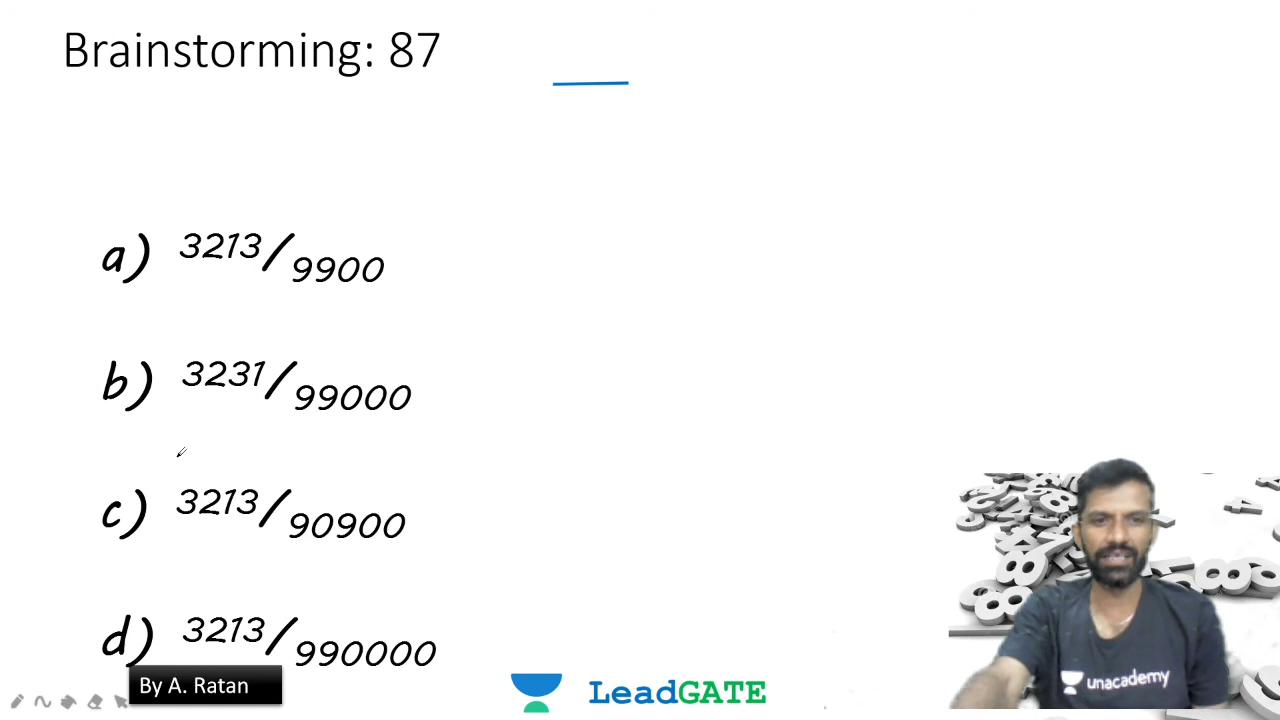 Brainstorming: 87
a) 3213/9900
b) 3231/99000
c) 3213/90900
d) 3213/990000
By A. Ratan
LeadGATE
unacademy